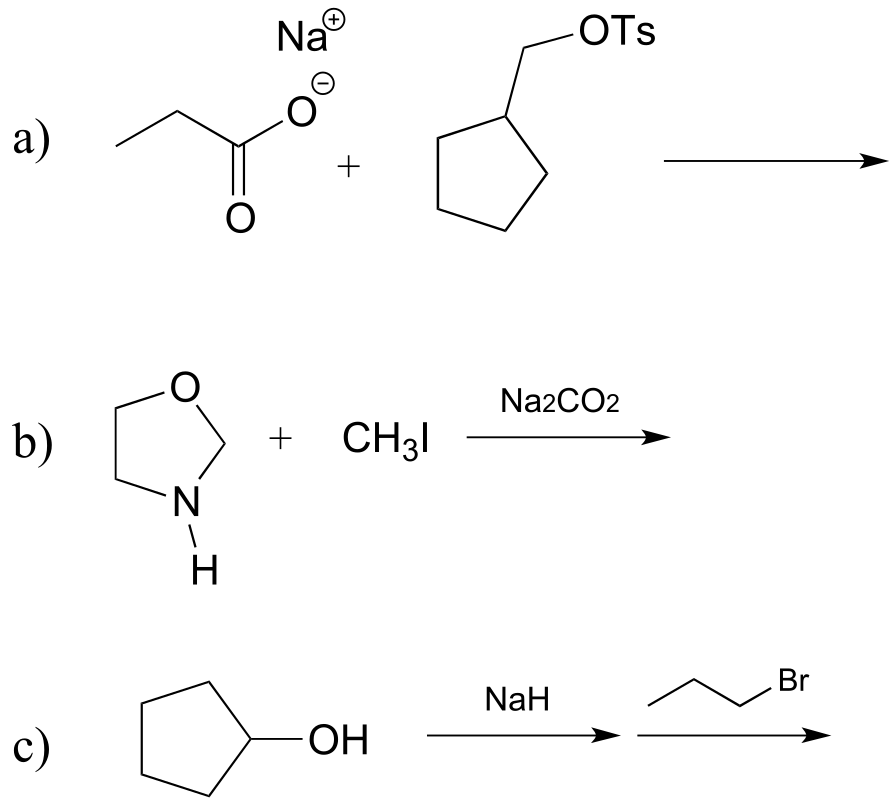 Na⊕
OTs
a)
O⊖
+
O
b)
O
+
CH3I
Na2CO2
N
H
c)
OH
NaH
Br